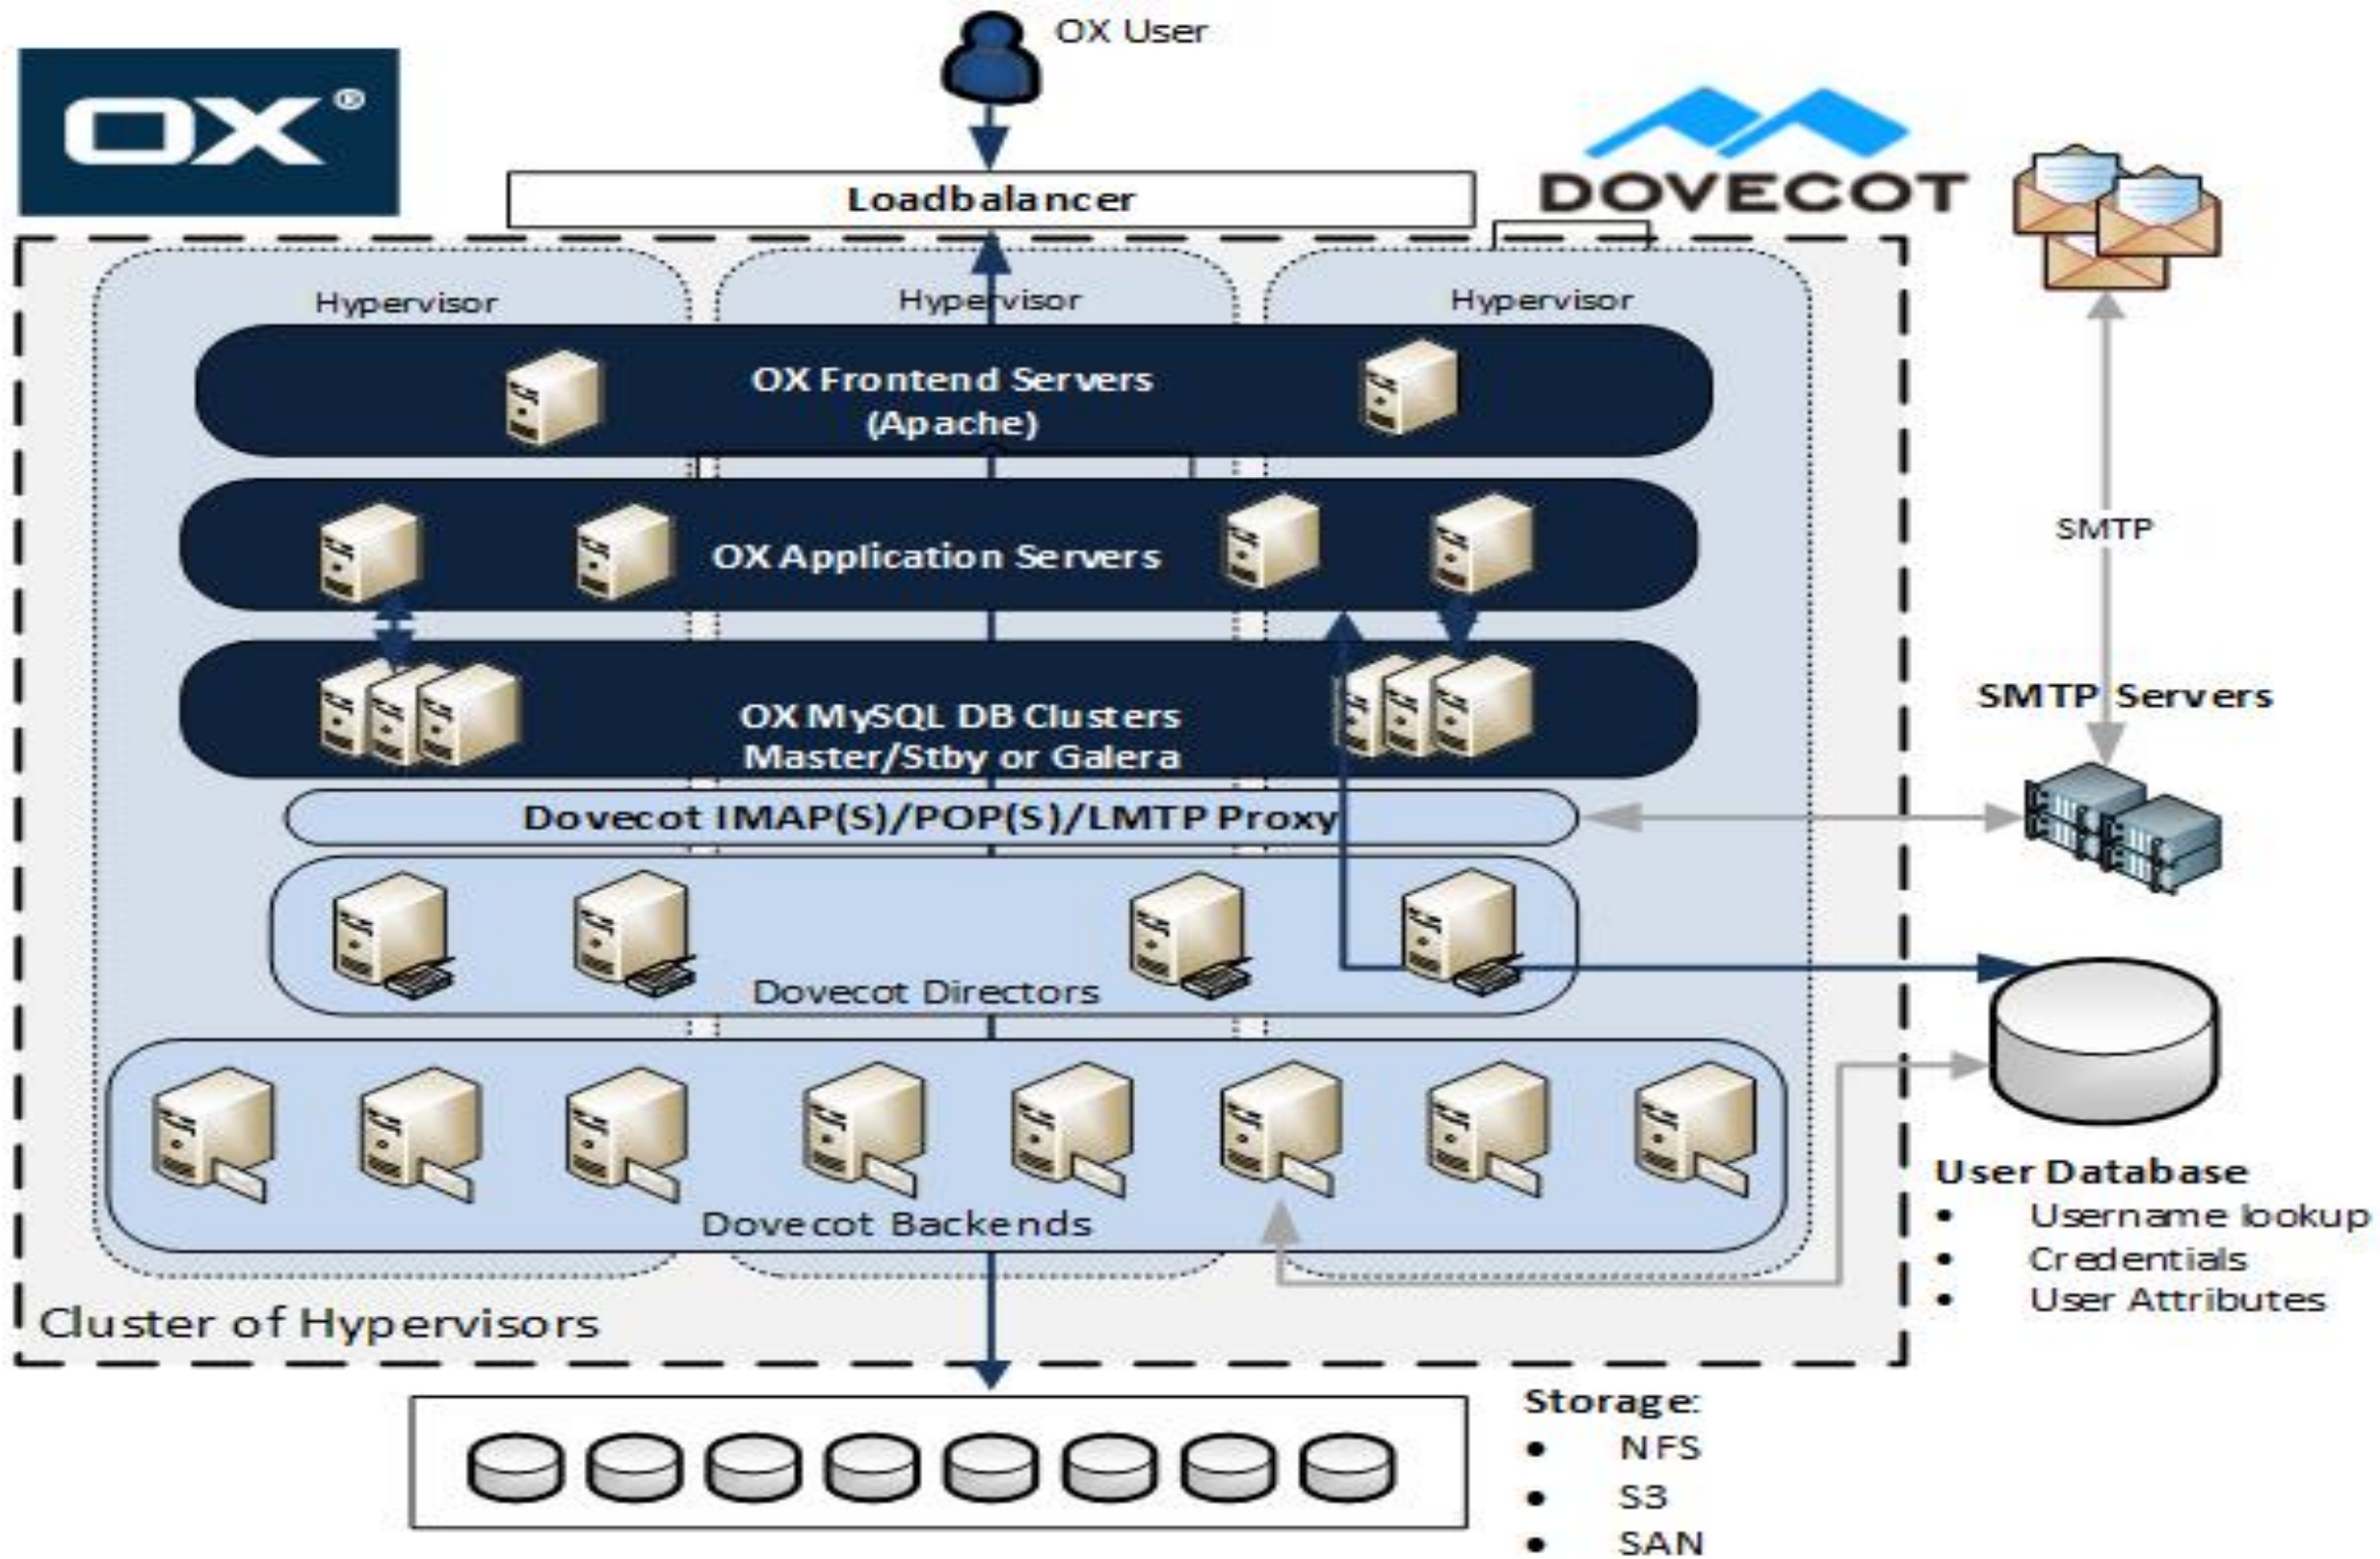 OX User
OX®
DOVECOT
Loadbalancer
Hypervisor
Hypervisor
Hypervisor
OX Frontend Servers
(Apache)
OX Application Servers
SMTP
OX MySQL DB Clusters
Master/Stby or Galera
SMTP Servers
Dovecot IMAP(S)/POP(S)/LMTP Proxy
Dovecot Directors
Dovecot Backends
User Database
• Username lookup
• Credentials
• User Attributes
Cluster of Hypervisors
Storage:
• NFS
• S3
• SAN